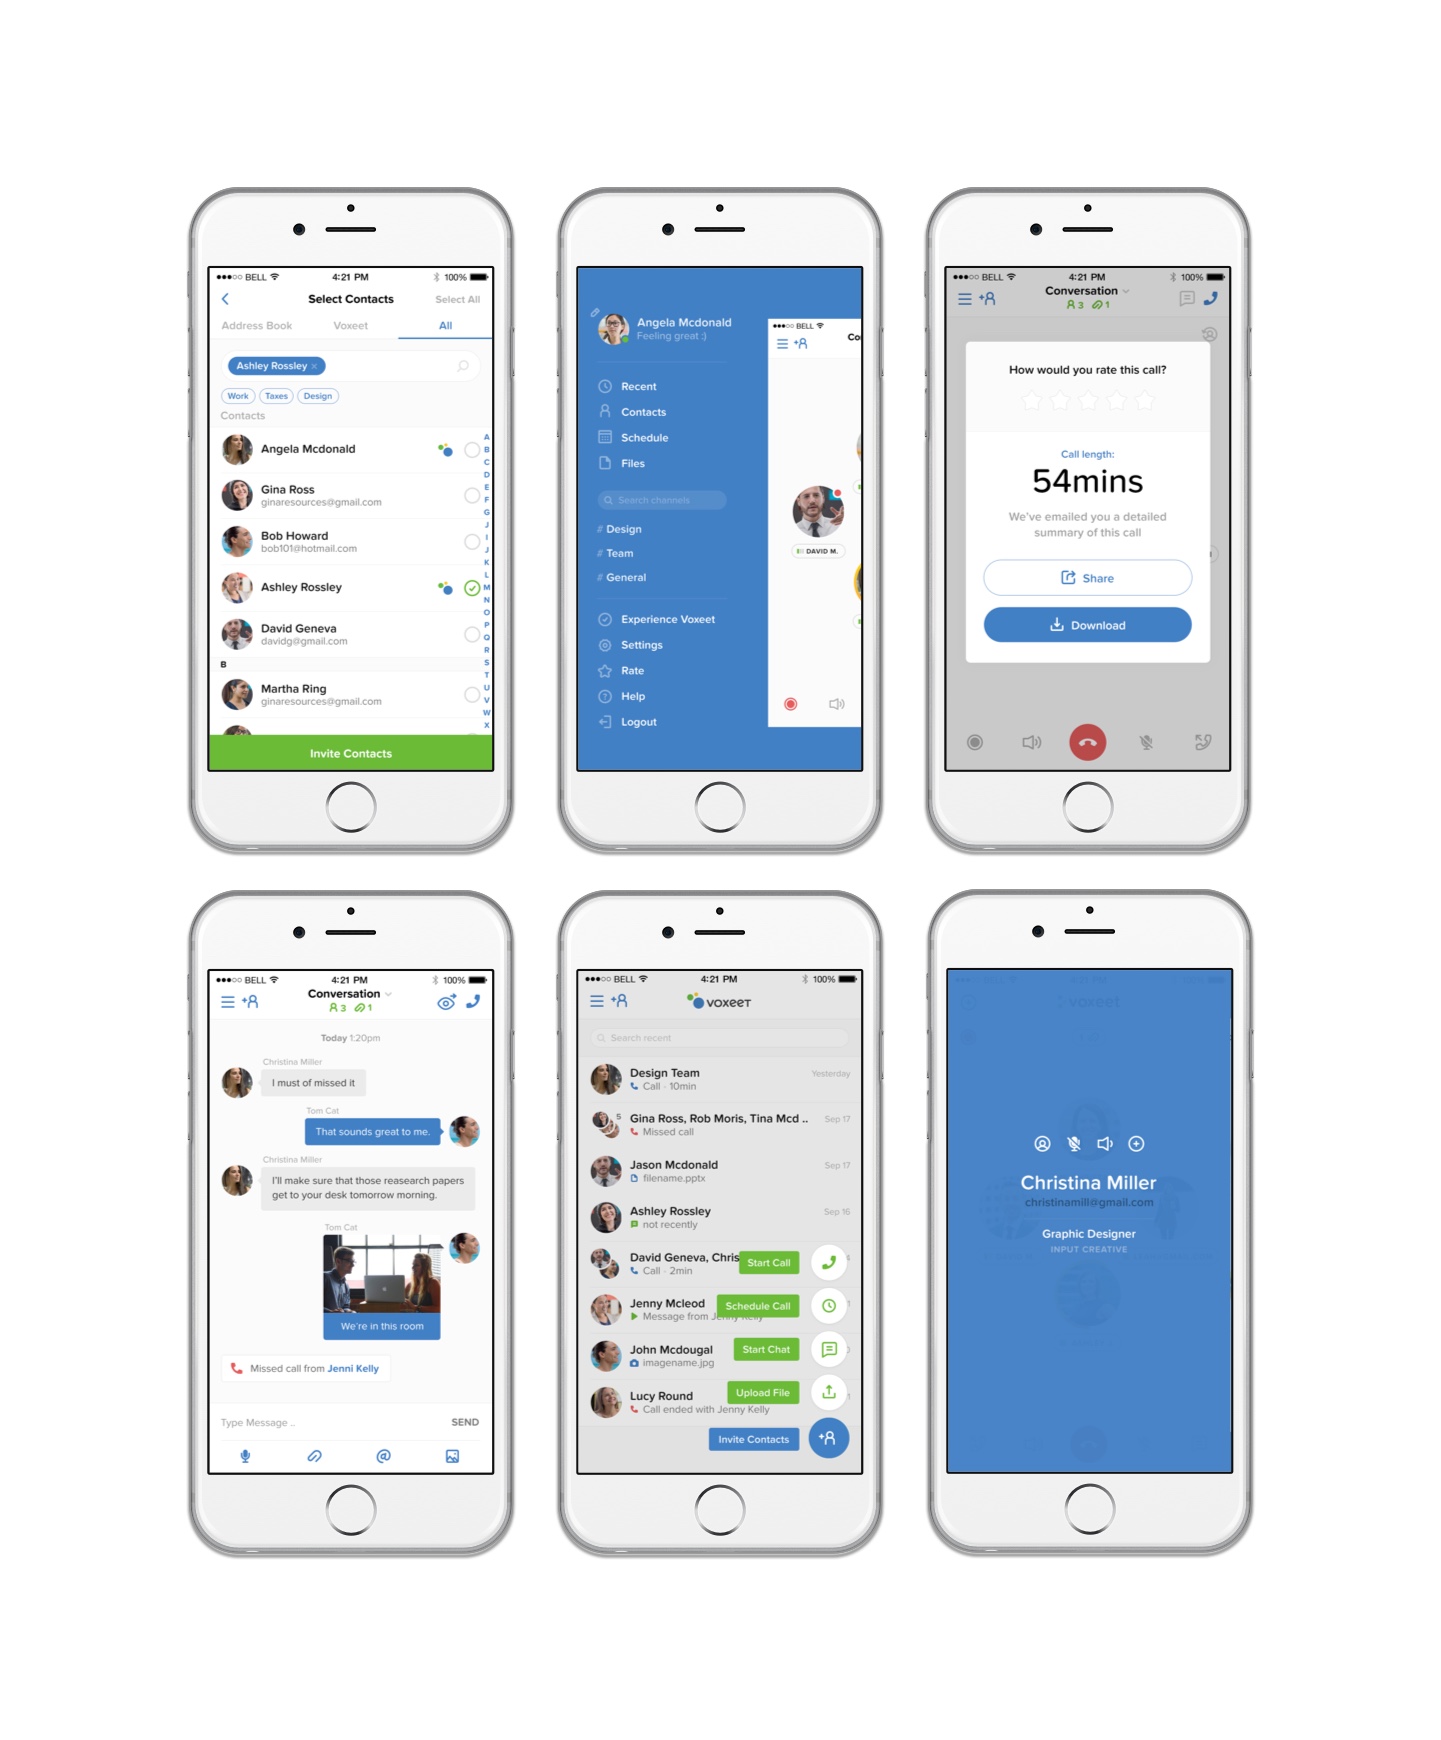 BELL 4:21 PM 100%
Select Contacts Select All
Address Book Voxeet All
Ashley Rossley ×
Work Taxes Design
Contacts
Angela Mcdonald
Gina Ross
ginaresources@gmail.com
Bob Howard
bob101@hotmail.com
Ashley Rossley
David Geneva
davidg@gmail.com
B
Martha Ring
ginaresources@gmail.com
A
B
C
D
E
F
G
J
I
J
K
L
M
N
O
P
Q
R
S
T
U
V
W
X
Invite Contacts
Angela Mcdonald
Feeling great :)
Recent
Contacts
Schedule
Files
Search channels
# Design
# Team
# General
Experience Voxeet
Settings
Rate
Help
Logout
BELL
DAVID M.
BELL 4:21 PM 100%
Conversation
3 1
How would you rate this call?
Call length:
54mins
We've emailed you a detailed
summary of this call
Share
Download
BELL 4:21 PM 100%
Conversation
3 1
Today 1:20pm
Christina Miller
I must of missed it
Tom Cat
That sounds great to me.
Christina Miller
I'll make sure that those reasearch papers
get to your desk tomorrow morning.
Tom Cat
We're in this room
Missed call from Jenni Kelly
Type Message .. SEND
BELL 4:21 PM 100%
voxeet
Search recent
Design Team Yesterday
Call · 10min
5 Gina Ross, Rob Moris, Tina Mcd .. Sep 17
Missed call
Jason Mcdonald Sep 17
filename.pptx
Ashley Rossley Sep 16
not recently
David Geneva, Chris
Call · 2min
Start Call
Jenny Mcleod
Message from Jenny Kelly
Schedule Call
John Mcdougal
imagename.jpg
Start Chat
Lucy Round
Call ended with Jenny Kelly
Upload File
Invite Contacts
voxeet
Christina Miller
christinamill@gmail.com
Graphic Designer
INPUT CREATIVE